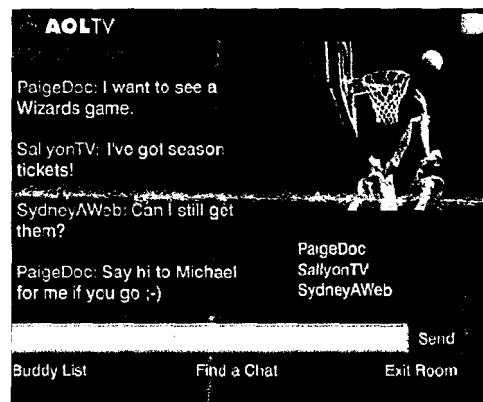 AOLTV
PaigeDoc: I want to see a
Wizards game.
SallyonTV: I've got season
tickets!
SydneyAWeb: Can I still get
them?
PaigeDoc: Say hi to Michael
for me if you go ;-)
PaigeDoc
SallyonTV
SydneyAWeb
Send
Buddy List
Find a Chat
Exit Room